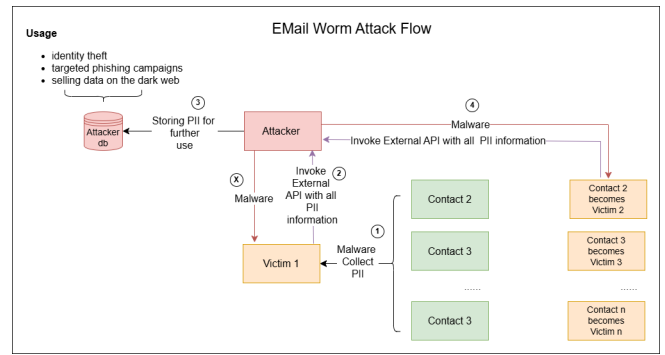 EMail Worm Attack Flow
Usage
identity theft
targeted phishing campaigns
selling data on the dark web
3
4
Attacker
db
Storing PII for
further
use
Attacker
Malware
Invoke External API with all PII information
X
Malware
Invoke
External
API with all
PII
information
2
Contact 2
Contact 2
becomes
Victim 2
1
Victim 1
Malware
Collect
PII
Contact 3
Contact 3
becomes
Victim 3
......
......
Contact 3
Contact n
becomes
Victim n